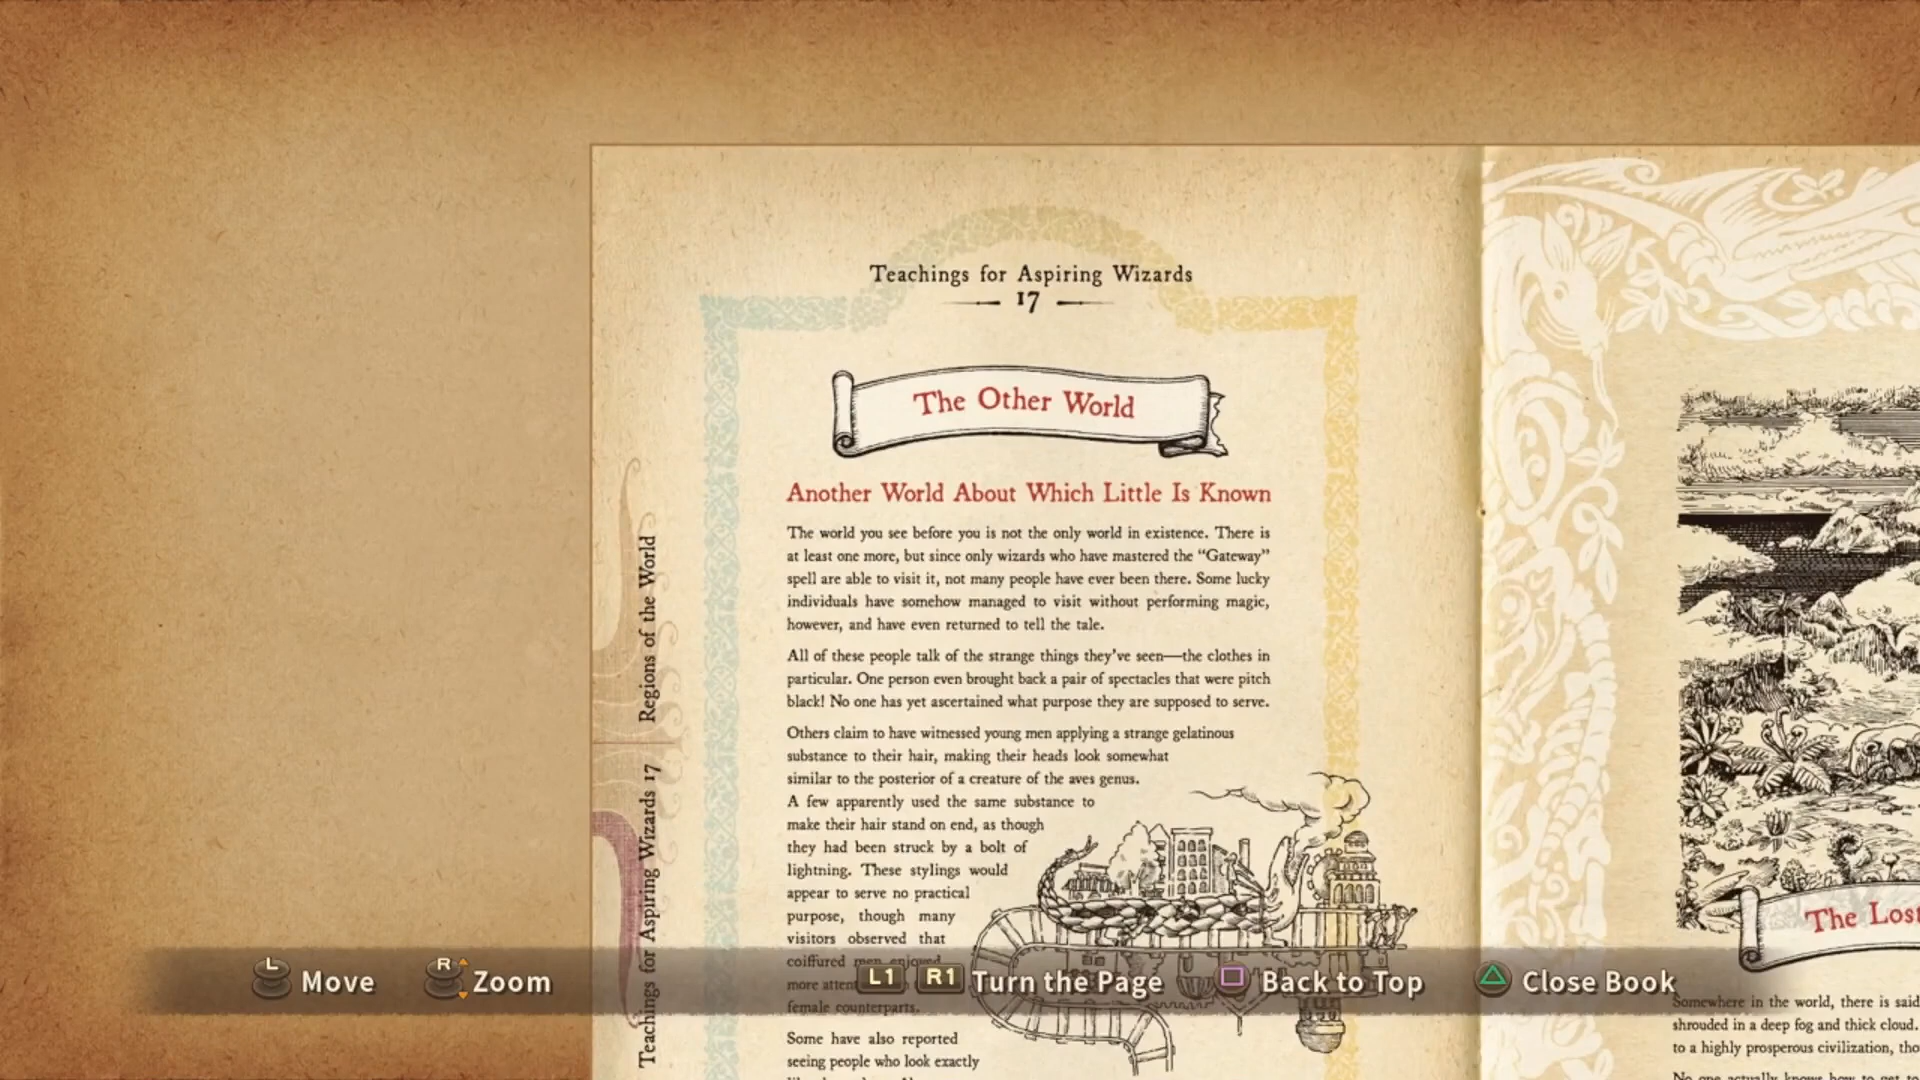 Teachings for Aspiring Wizards
17
The Other World
Another World About Which Little Is Known
The world you see before you is not the only world in existence. There is
at least one more, but since only wizards who have mastered the “Gateway”
spell are able to visit it, not many people have ever been there. Some lucky
individuals have somehow managed to visit without performing magic,
however, and have even returned to tell the tale.
All of these people talk of the strange things they've seen—the clothes in
particular. One person even brought back a pair of spectacles that were pitch
black! No one has yet ascertained what purpose they are supposed to serve.
Others claim to have witnessed young men applying a strange gelatinous
substance to their hair, making their heads look somewhat
similar to the posterior of a creature of the aves genus.
A few apparently used the same substance to
make their hair stand on end, as though
they had been struck by a bolt of
lightning. These stylings would
appear to serve no practical
purpose, though many
visitors observed that
coiffured men enjoyed
more
female counterparts.
Some have also reported
seeing people who look exactly
Teachings for Aspiring Wizards 17 Regions of the World
The
Somewhere in the world, there is said
shrouded in a deep fog and thick cloud.
to a highly prosperous civilization,
No one actually knows how to get to
L Move
R Zoom
L1 R1 Turn the Page
Back to Top
Close Book